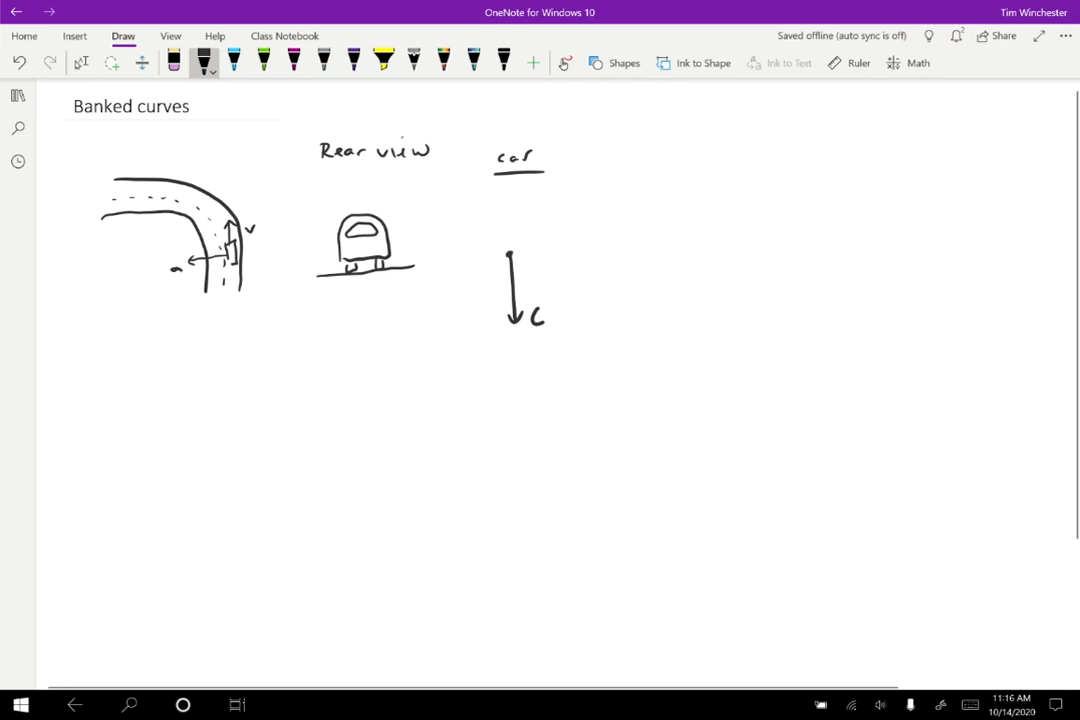 OneNote for Windows 10
Tim Winchester
Home Insert Draw View Help Class Notebook
Saved offline (auto sync is off) Share
Shapes Ink to Shape Ink to Text Ruler Math
Banked curves
Rear view
car
v
a
11:16 AM
10/14/2020